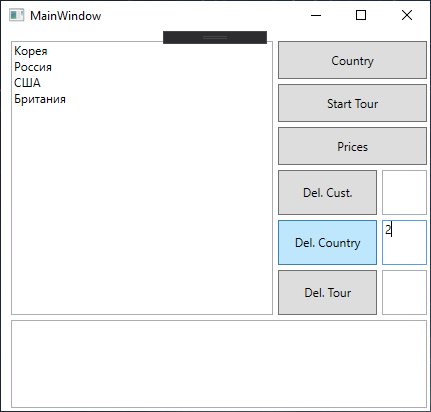 MainWindow
Корея
Россия
США
Британия
Country
Start Tour
Prices
Del. Cust.
Del. Country
2
Del. Tour